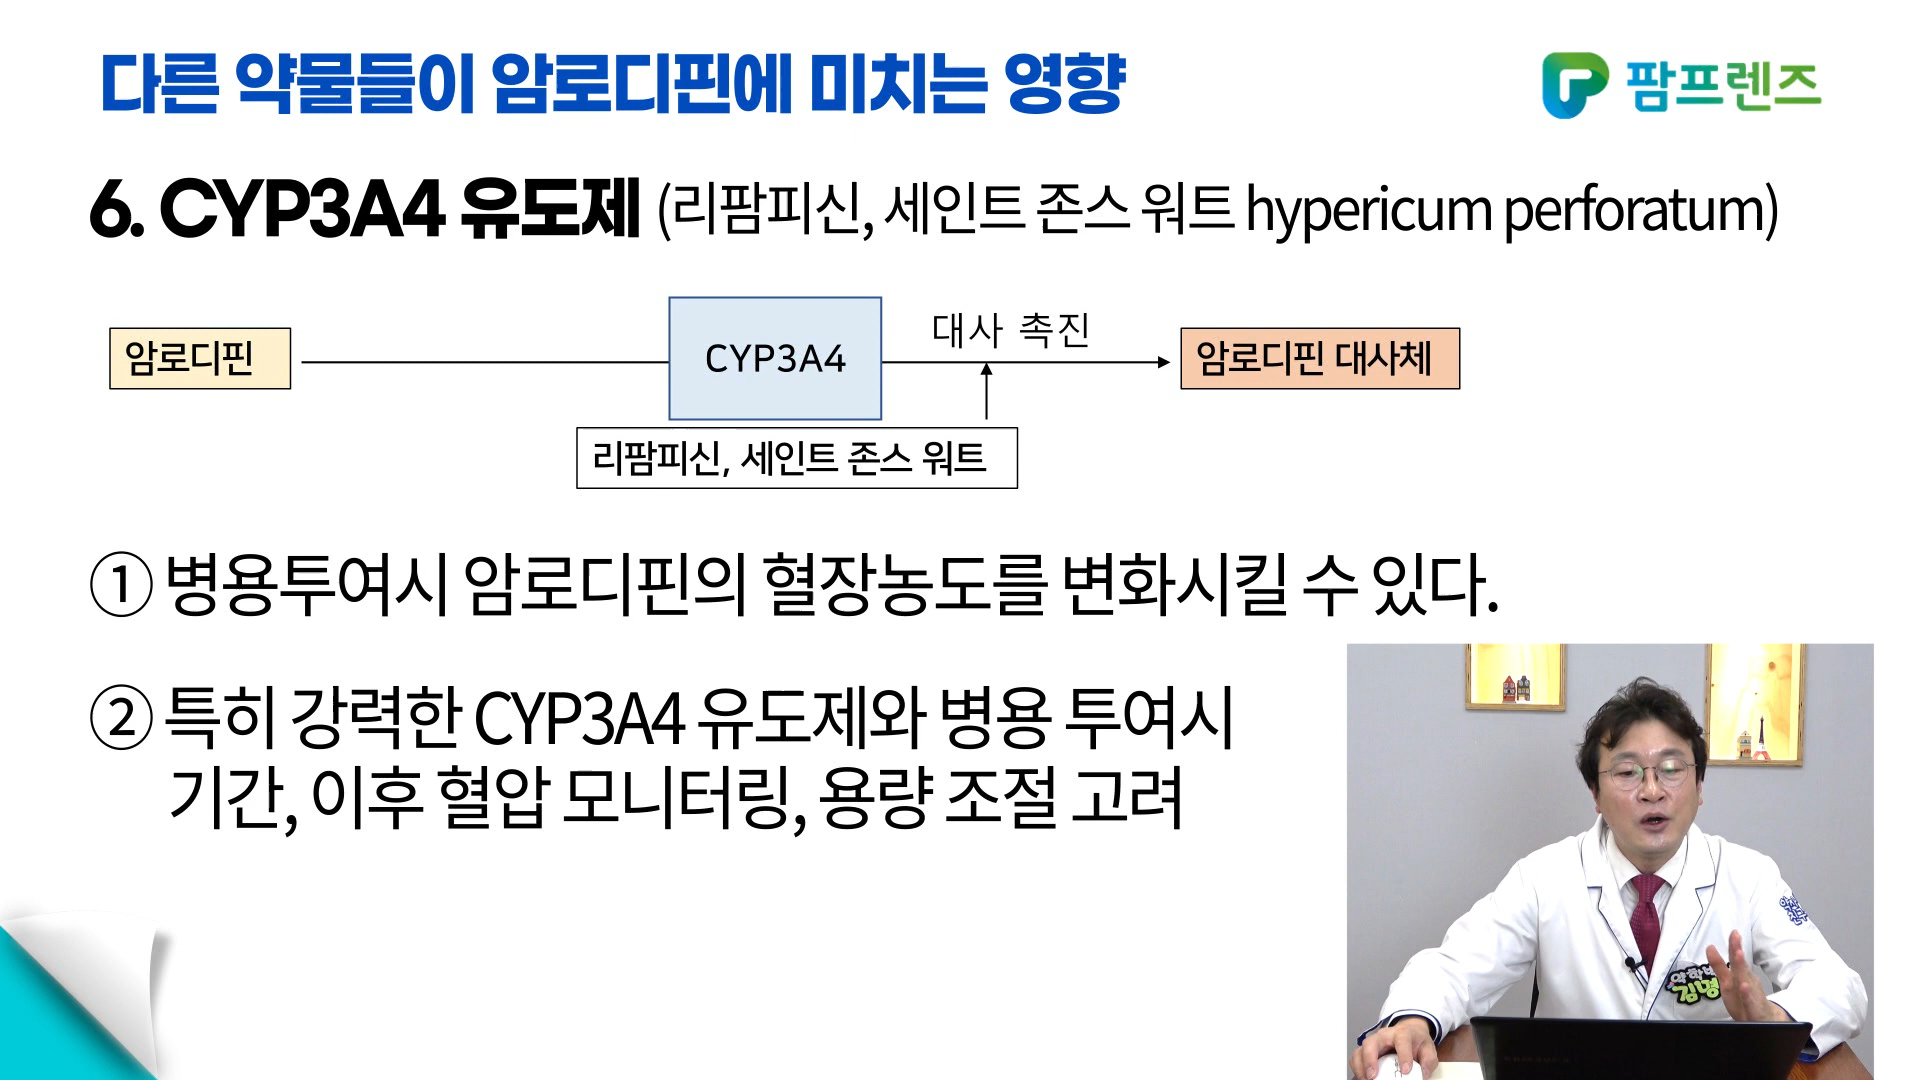 다른 약물들이 암로디핀에 미치는 영향
팜프렌즈
6. CYP3A4 유도제 (리팜피신, 세인트 존스 워트 hypericum perforatum)
암로디핀
CYP3A4
대사 촉진
암로디핀 대사체
리팜피신, 세인트 존스 워트
① 병용투여시 암로디핀의 혈장농도를 변화시킬 수 있다.
② 특히 강력한 CYP3A4 유도제와 병용 투여시
기간, 이후 혈압 모니터링, 용량 조절 고려
김명